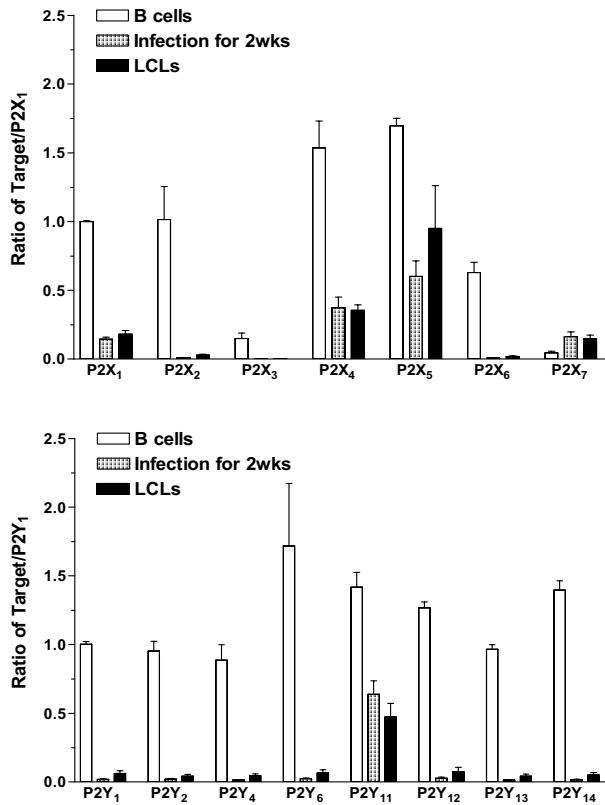 2.5
B cells
Infection for 2wks
LCLs
2.0
1.5
1.0
0.5
0.0
Ratio of Target/P2X₁
P2X₁ P2X₂ P2X₃ P2X₄ P2X₅ P2X₆ P2X₇
2.5
B cells
Infection for 2wks
LCLs
2.0
1.5
1.0
0.5
0.0
Ratio of Target/P2Y₁
P2Y₁ P2Y₂ P2Y₄ P2Y₆ P2Y₁₁ P2Y₁₂ P2Y₁₃ P2Y₁₄